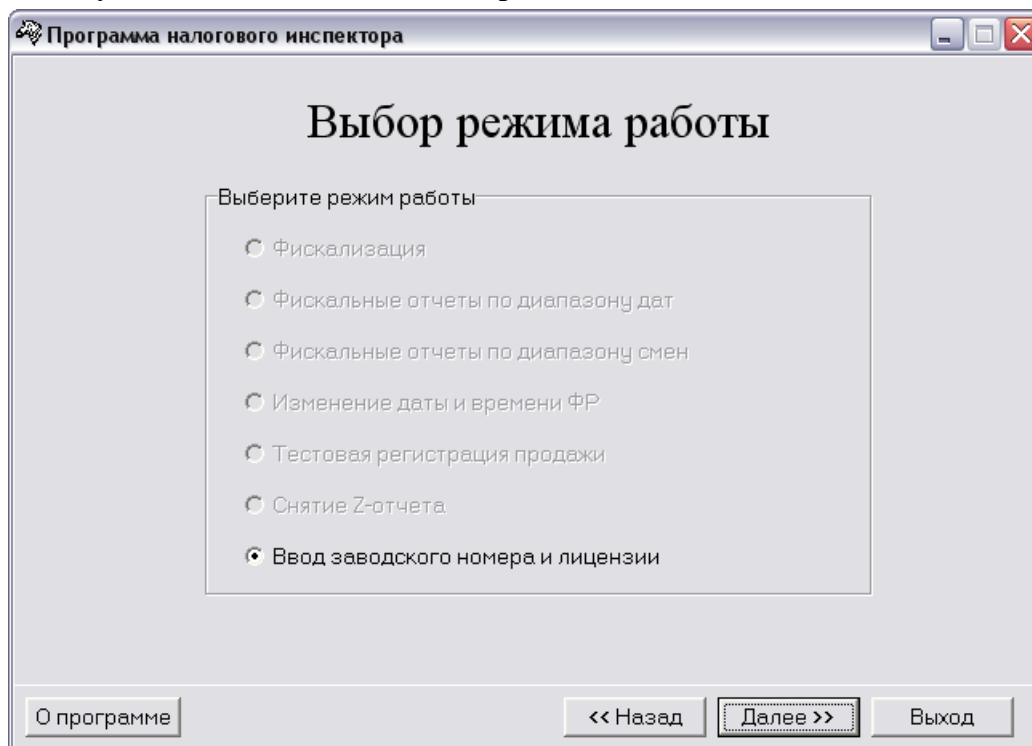 Программа налогового инспектора
Выбор режима работы
Выберите режим работы
Фискализация
Фискальные отчеты по диапазону дат
Фискальные отчеты по диапазону смен
Изменение даты и времени ФР
Тестовая регистрация продажи
Снятие Z-отчета
Ввод заводского номера и лицензии
О программе
<< Назад
Далее >>
Выход